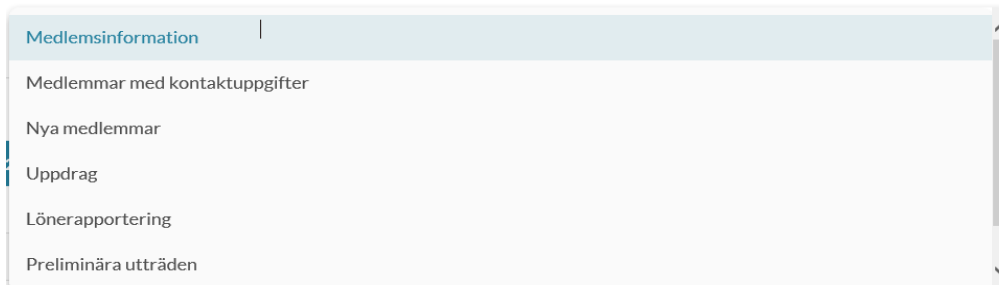 Medlemsinformation
Medlemmar med kontaktuppgifter
Nya medlemmar
Uppdrag
Lönerapportering
Preliminära utträden